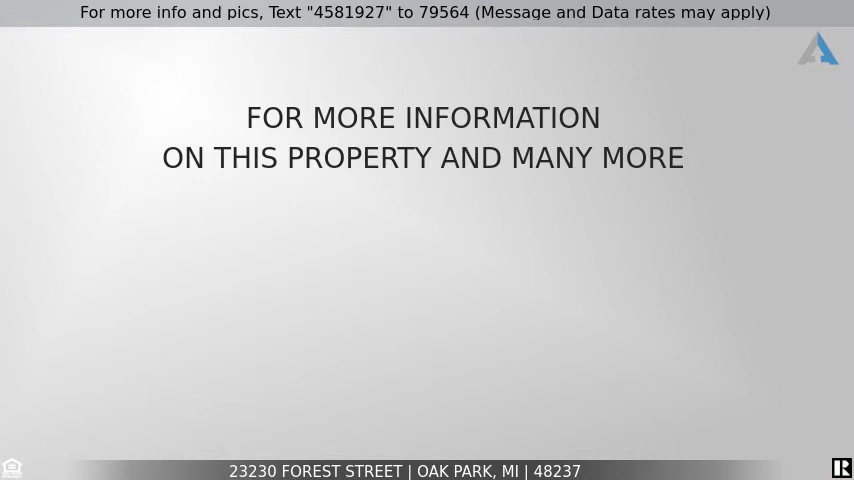 For more info and pics, Text "4581927" to 79564 (Message and Data rates may apply)
FOR MORE INFORMATION
ON THIS PROPERTY AND MANY MORE
23230 FOREST STREET | OAK PARK, MI | 48237